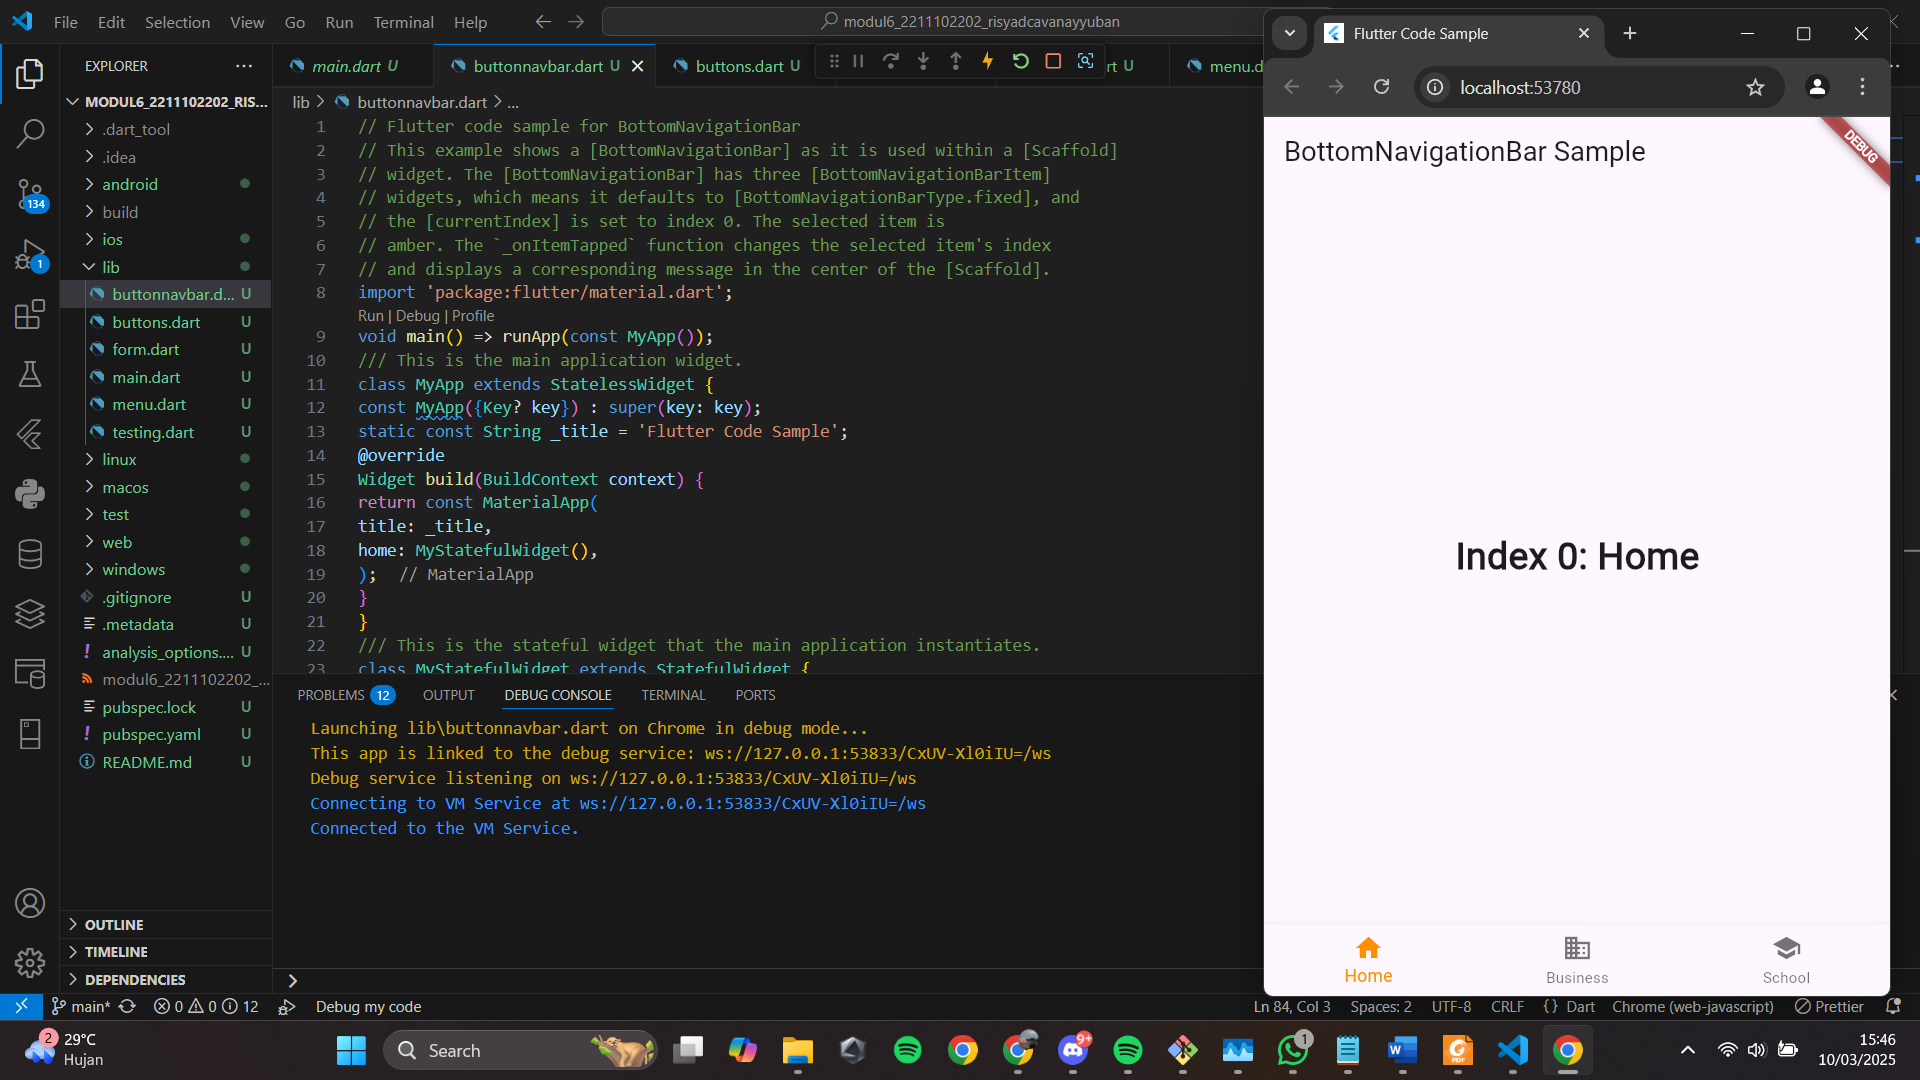 File Edit Selection View Go Run Terminal Help
modul6_2211102202_risyadcavanayyuban
EXPLORER
MODUL6_2211102202_RIS...
.dart_tool
.idea
android
build
ios
lib
buttonnavbar.d... U
buttons.dart U
form.dart U
main.dart U
menu.dart U
testing.dart U
linux
macos
test
web
windows
.gitignore U
.metadata U
analysis_options.... U
modul6_2211102202_...
pubspec.lock U
pubspec.yaml U
README.md U
OUTLINE
TIMELINE
DEPENDENCIES
134
1
main.dart U
buttonnavbar.dart U
buttons.dart U
rt U
menu.d
lib > buttonnavbar.dart > ...
1 // Flutter code sample for BottomNavigationBar
2 // This example shows a [BottomNavigationBar] as it is used within a [Scaffold]
3 // widget. The [BottomNavigationBar] has three [BottomNavigationBarItem]
4 // widgets, which means it defaults to [BottomNavigationBarType.fixed], and
5 // the [currentIndex] is set to index 0. The selected item is
6 // amber. The `_onItemTapped` function changes the selected item's index
7 // and displays a corresponding message in the center of the [Scaffold].
8 import 'package:flutter/material.dart';
Run | Debug | Profile
9 void main() => runApp(const MyApp());
10 /// This is the main application widget.
11 class MyApp extends StatelessWidget {
12 const MyApp({Key? key}) : super(key: key);
13 static const String _title = 'Flutter Code Sample';
14 @override
15 Widget build(BuildContext context) {
16 return const MaterialApp(
17 title: _title,
18 home: MyStatefulWidget(),
19 ); // MaterialApp
20 }
21 }
22 /// This is the stateful widget that the main application instantiates.
23 class MyStatefulWidget extends StatefulWidget {
PROBLEMS 12 OUTPUT DEBUG CONSOLE TERMINAL PORTS
Launching lib\buttonnavbar.dart on Chrome in debug mode...
This app is linked to the debug service: ws://127.0.0.1:53833/CxUV-Xl0iIU=/ws
Debug service listening on ws://127.0.0.1:53833/CxUV-Xl0iIU=/ws
Connecting to VM Service at ws://127.0.0.1:53833/CxUV-Xl0iIU=/ws
Connected to the VM Service.
Flutter Code Sample
localhost:53780
BottomNavigationBar Sample
DEBUG
Index 0: Home
Home
Business
School
main* 0 0 12 Debug my code
Ln 84, Col 3 Spaces: 2 UTF-8 CRLF {} Dart Chrome (web-javascript) Prettier
2
29°C
Hujan
Search
9+
1
15:46
10/03/2025